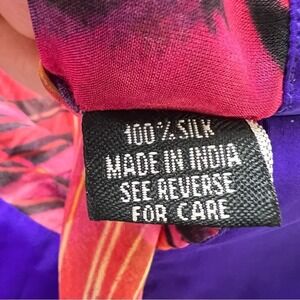 100% SILK
MADE IN INDIA
SEE REVERSE
FOR CARE